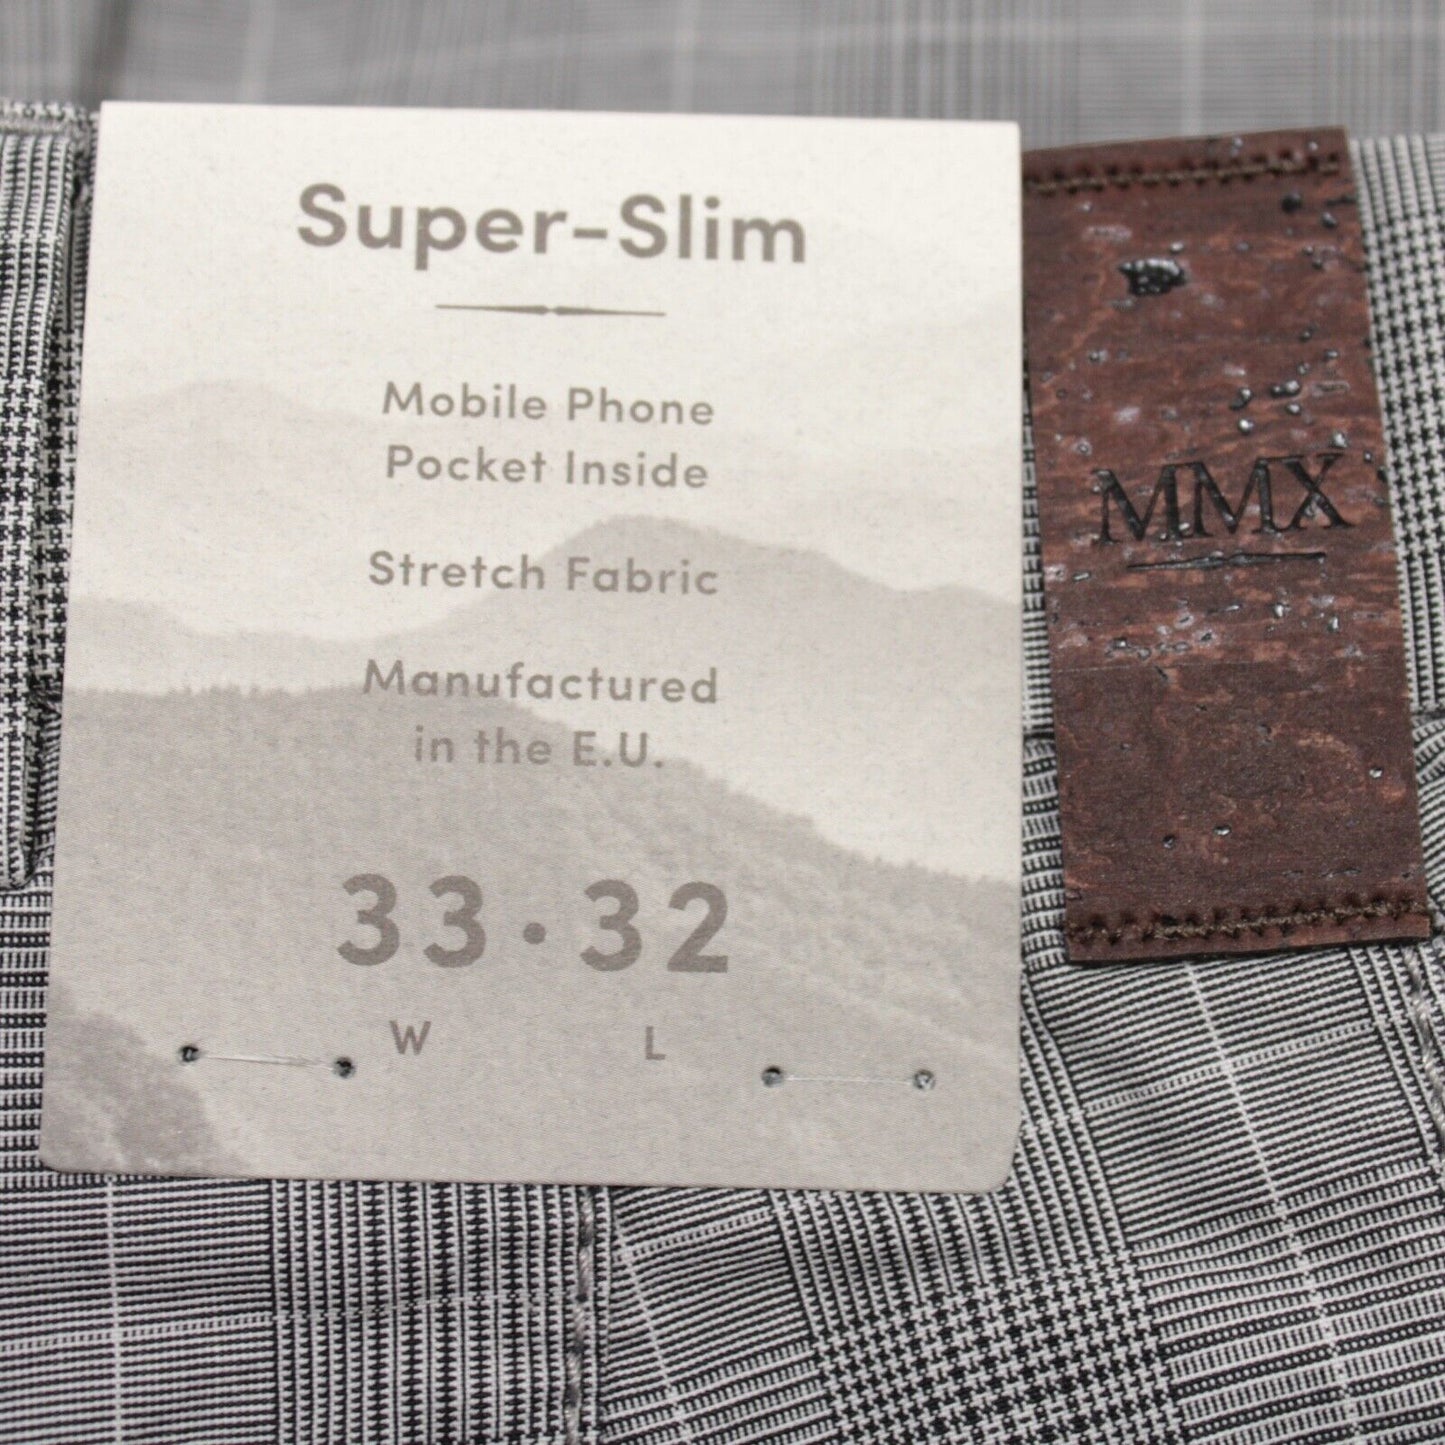 Super-Slim
Mobile Phone
Pocket Inside
Stretch Fabric
Manufactured
in the E.U.
33·32
W L
MMX